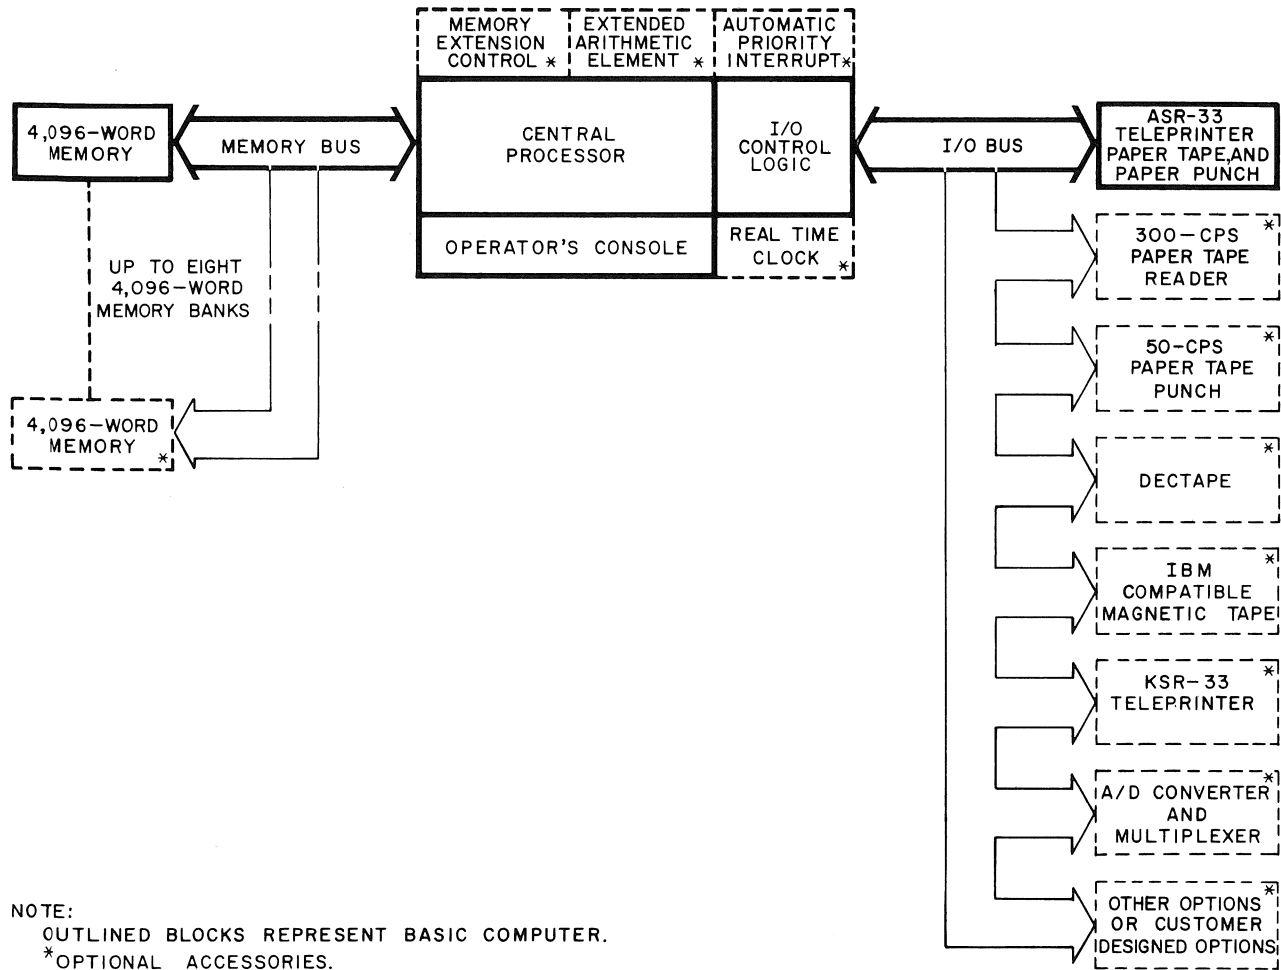 MEMORY
EXTENSION
CONTROL *
EXTENDED
ARITHMETIC
ELEMENT *
AUTOMATIC
PRIORITY
INTERRUPT*
4,096-WORD
MEMORY
MEMORY BUS
CENTRAL
PROCESSOR
I/O
CONTROL
LOGIC
I/O BUS
ASR-33
TELEPRINTER
PAPER TAPE,AND
PAPER PUNCH
OPERATOR'S CONSOLE
REAL TIME
CLOCK *
UP TO EIGHT
4,096-WORD
MEMORY BANKS
4,096-WORD
MEMORY *
*
300-CPS
PAPER TAPE
READER
*
50-CPS
PAPER TAPE
PUNCH
*
DECTAPE
*
IBM
COMPATIBLE
MAGNETIC TAPE
*
KSR-33
TELEPRINTER
*
A/D CONVERTER
AND
MULTIPLEXER
*
OTHER OPTIONS
OR CUSTOMER
DESIGNED OPTIONS
NOTE:
OUTLINED BLOCKS REPRESENT BASIC COMPUTER.
*OPTIONAL ACCESSORIES.